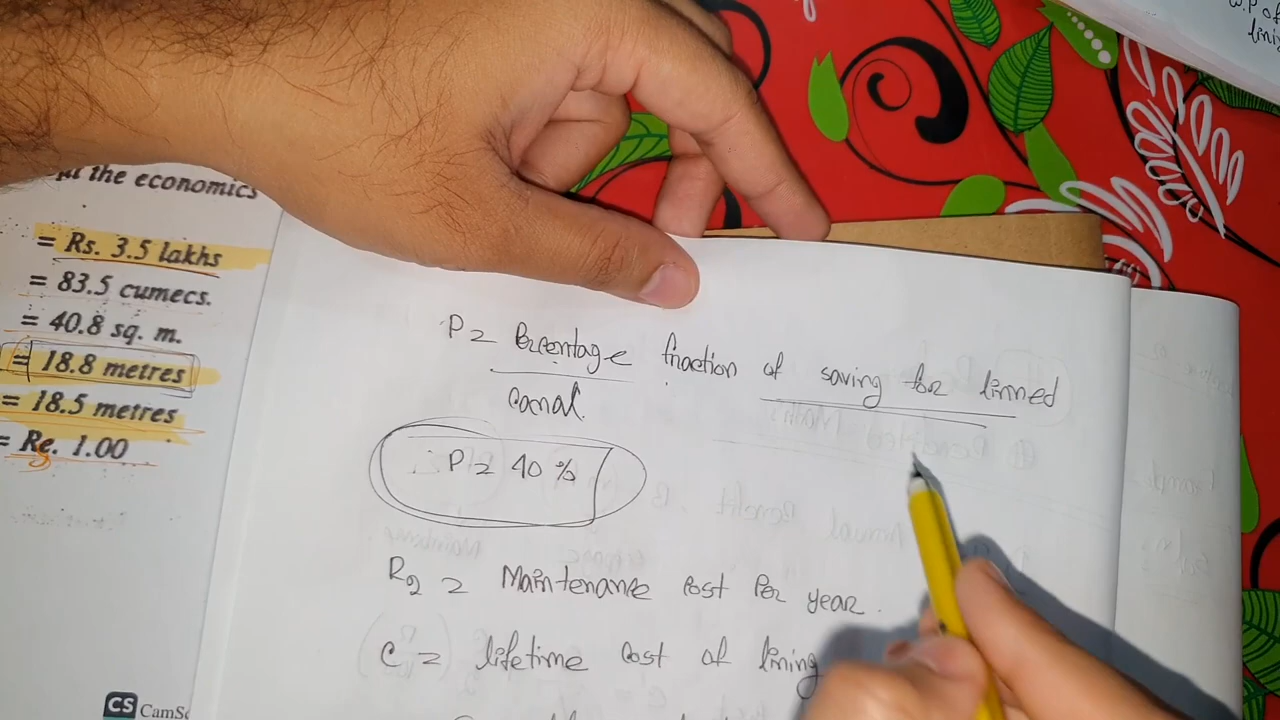 the economics
= Rs. 3.5 lakhs
= 83.5 cumecs.
= 40.8 sq. m.
= 18.8 metres
= 18.5 metres
= Re. 1.00
CS CamSc
P = Percentage fraction of saving for linned
canal.
P = 40 %
R2 = Maintenance cost Per year.
C = lifetime cost of lining
W.P of